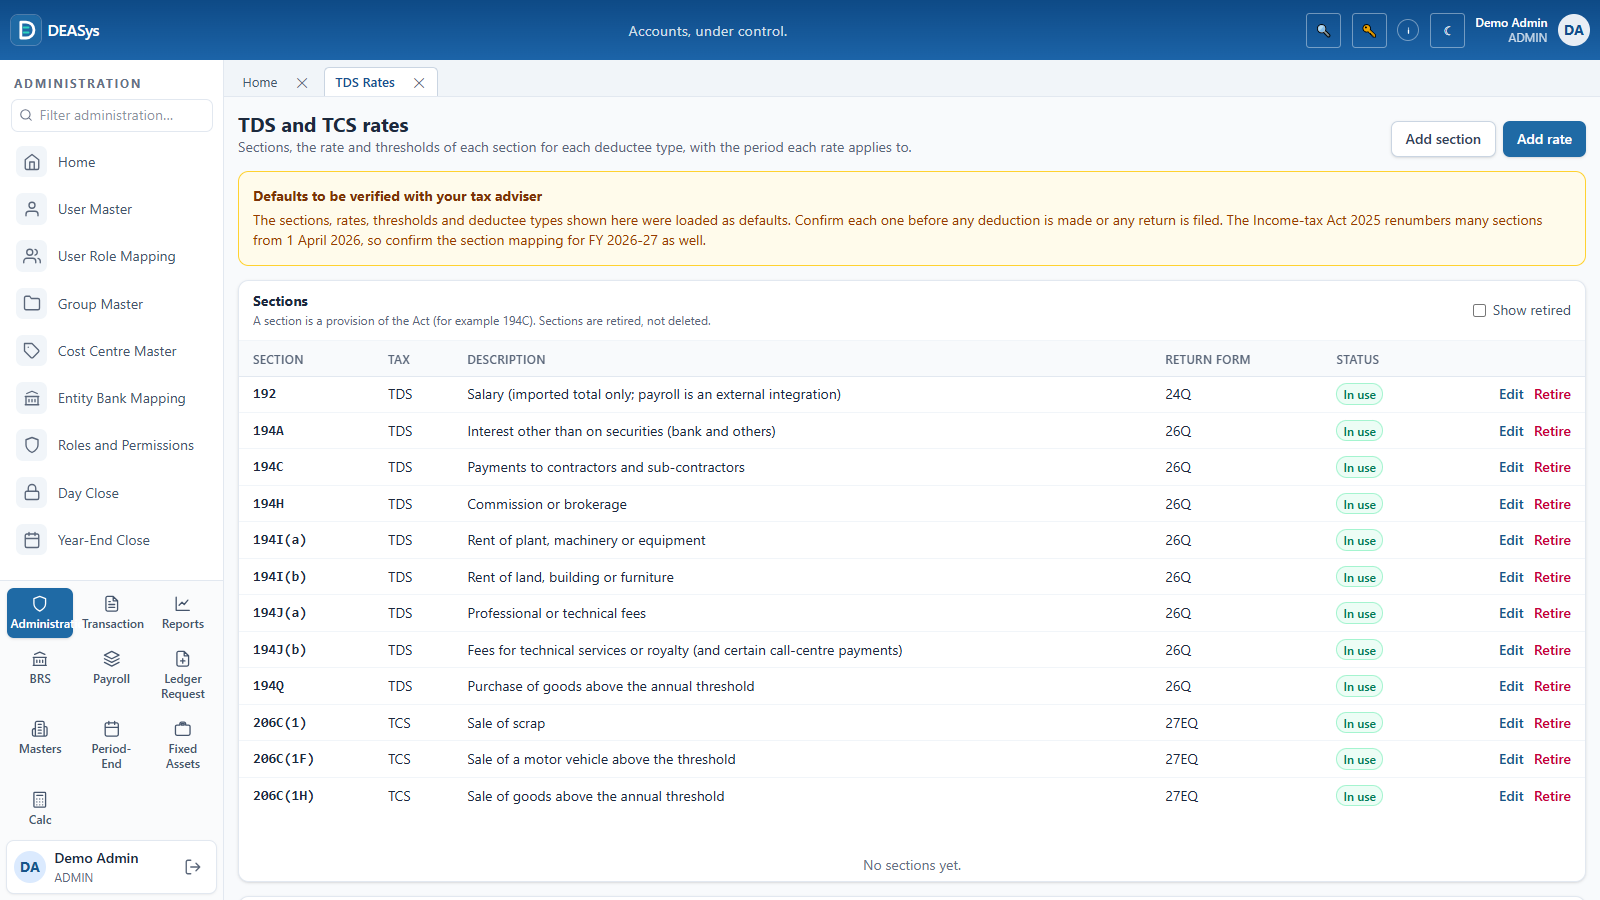 DEASys
Accounts, under control.
Demo Admin
ADMIN
DA
ADMINISTRATION
Filter administration...
Home
User Master
User Role Mapping
Group Master
Cost Centre Master
Entity Bank Mapping
Roles and Permissions
Day Close
Year-End Close
Administrat
Transaction
Reports
BRS
Payroll
Ledger
Request
Masters
Period-
End
Fixed
Assets
Calc
DA
Demo Admin
ADMIN
Home
TDS Rates
TDS and TCS rates
Sections, the rate and thresholds of each section for each deductee type, with the period each rate applies to.
Add section
Add rate
Defaults to be verified with your tax adviser
The sections, rates, thresholds and deductee types shown here were loaded as defaults. Confirm each one before any deduction is made or any return is filed. The Income-tax Act 2025 renumbers many sections
from 1 April 2026, so confirm the section mapping for FY 2026-27 as well.
Sections
A section is a provision of the Act (for example 194C). Sections are retired, not deleted.
Show retired
SECTION TAX DESCRIPTION RETURN FORM STATUS
192 TDS Salary (imported total only; payroll is an external integration) 24Q In use Edit Retire
194A TDS Interest other than on securities (bank and others) 26Q In use Edit Retire
194C TDS Payments to contractors and sub-contractors 26Q In use Edit Retire
194H TDS Commission or brokerage 26Q In use Edit Retire
194I(a) TDS Rent of plant, machinery or equipment 26Q In use Edit Retire
194I(b) TDS Rent of land, building or furniture 26Q In use Edit Retire
194J(a) TDS Professional or technical fees 26Q In use Edit Retire
194J(b) TDS Fees for technical services or royalty (and certain call-centre payments) 26Q In use Edit Retire
194Q TDS Purchase of goods above the annual threshold 26Q In use Edit Retire
206C(1) TCS Sale of scrap 27EQ In use Edit Retire
206C(1F) TCS Sale of a motor vehicle above the threshold 27EQ In use Edit Retire
206C(1H) TCS Sale of goods above the annual threshold 27EQ In use Edit Retire
No sections yet.